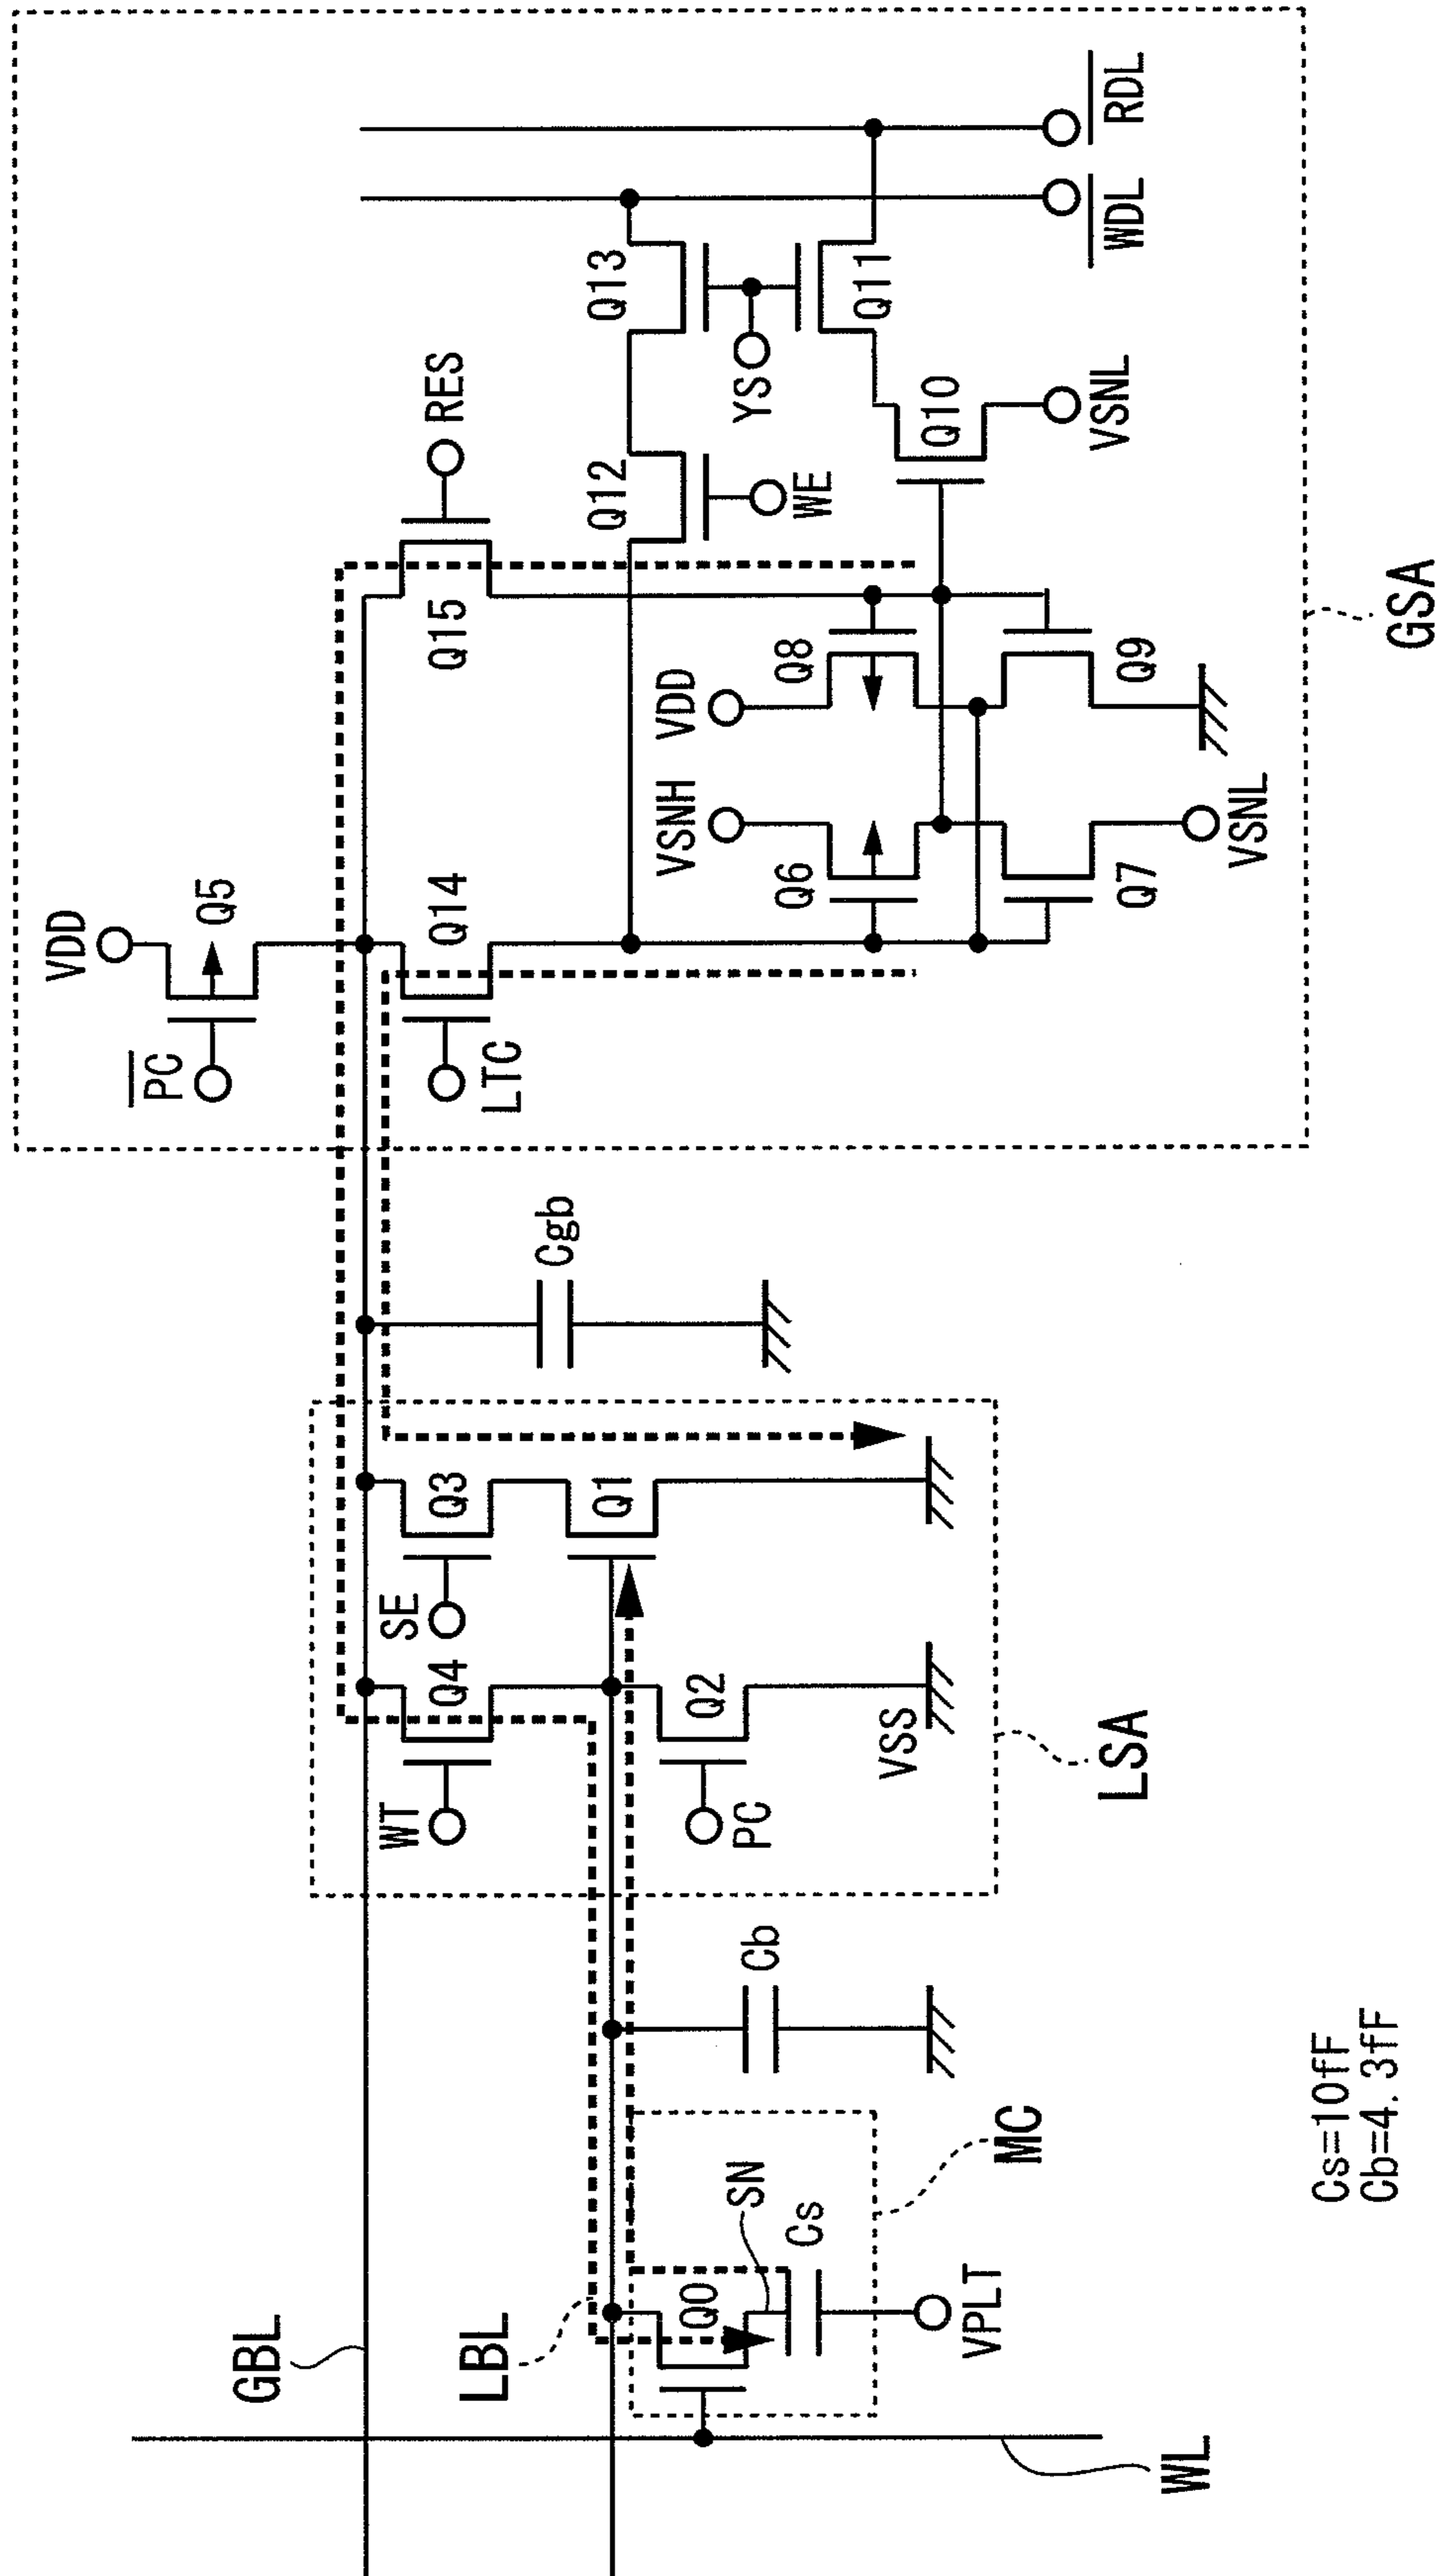 GBL
LBL
WL
Q0
SN
Cs
VPLT
MC
Cb
Cs=10fF
Cb=4.3fF
WT
Q4
SE
Q3
Q1
Q2
PC
VSS
LSA
Cgb
VDD
PC
Q5
LTC
Q14
Q15
RES
VSNH
VDD
Q6
Q8
Q7
Q9
VSNL
Q12
WE
Q13
YS
Q11
Q10
VSNL
WDL
RDL
GSA